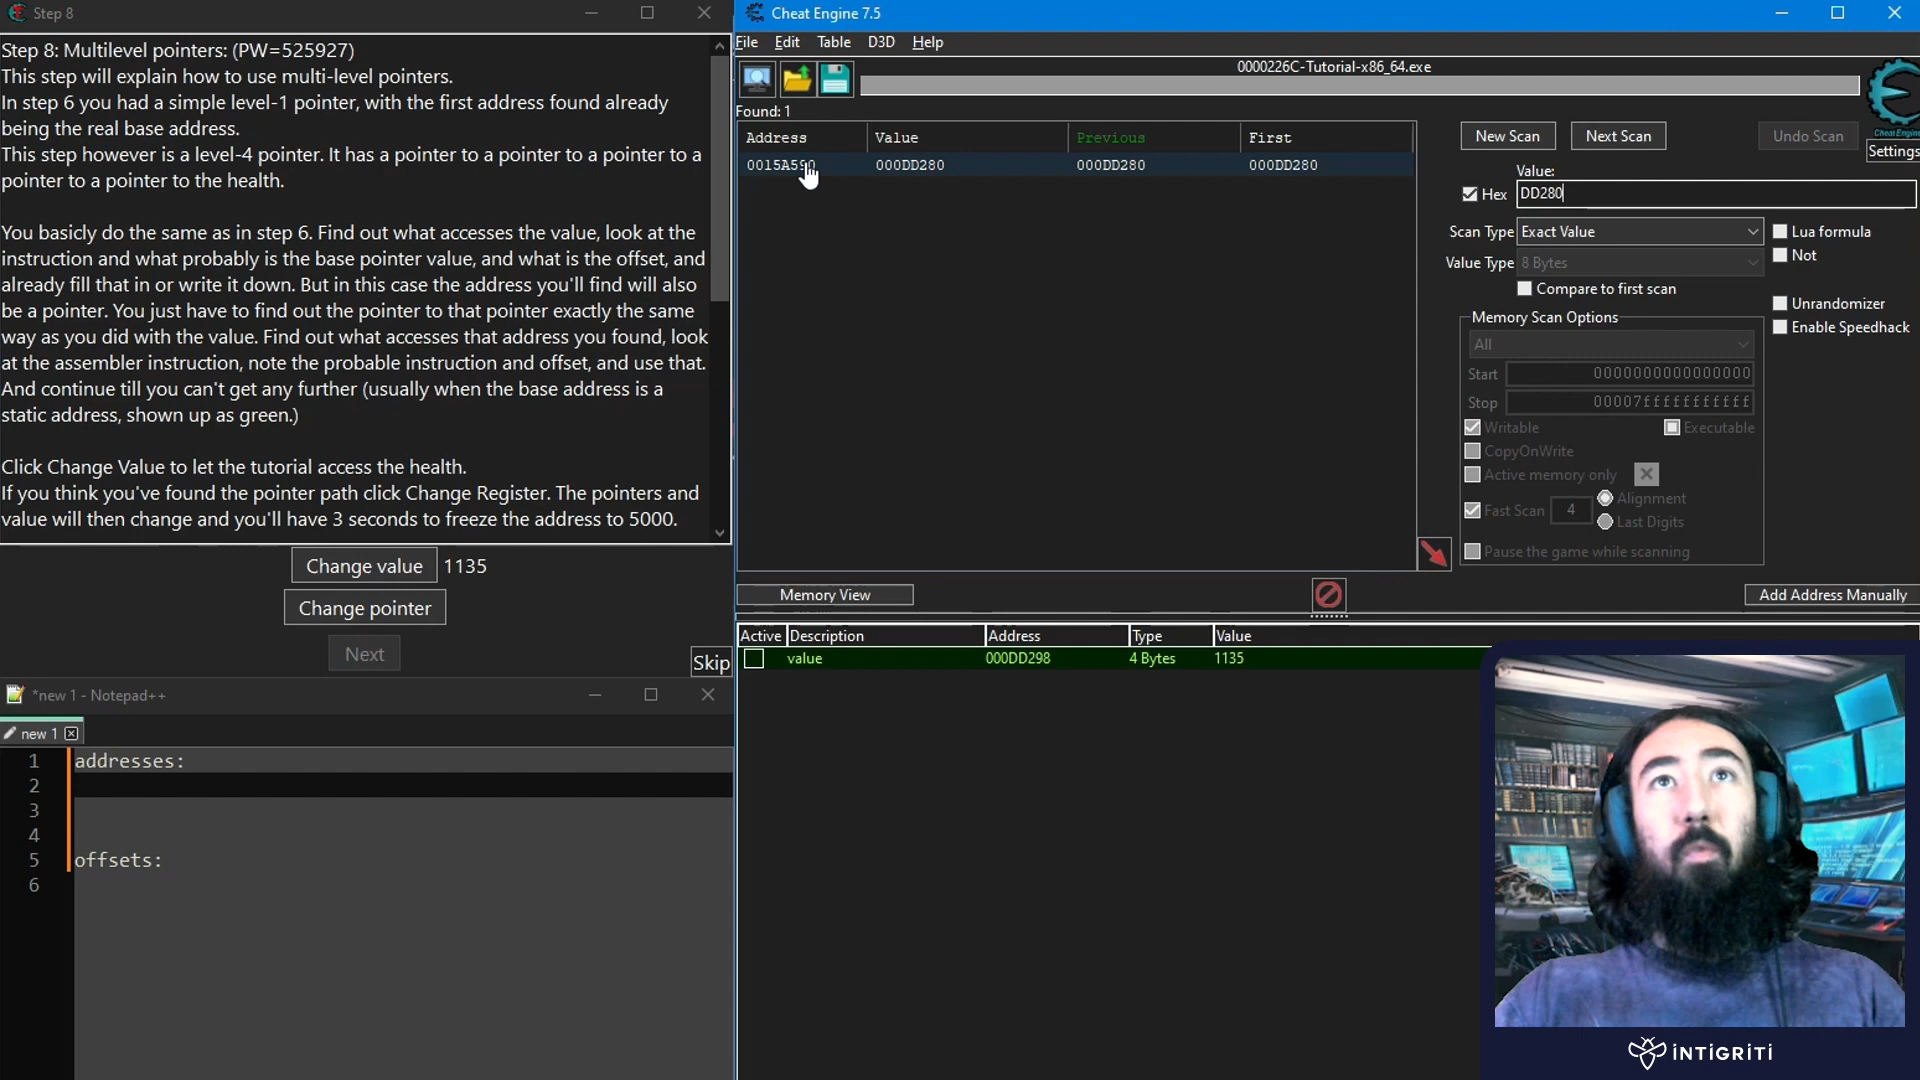 Step 8
Step 8: Multilevel pointers: (PW=525927)
This step will explain how to use multi-level pointers.
In step 6 you had a simple level-1 pointer, with the first address found already
being the real base address.
This step however is a level-4 pointer. It has a pointer to a pointer to a pointer to a
pointer to a pointer to the health.
You basicly do the same as in step 6. Find out what accesses the value, look at the
instruction and what probably is the base pointer value, and what is the offset, and
already fill that in or write it down. But in this case the address you'll find will also
be a pointer. You just have to find out the pointer to that pointer exactly the same
way as you did with the value. Find out what accesses that address you found, look
at the assembler instruction, note the probable instruction and offset, and use that.
And continue till you can't get any further (usually when the base address is a
static address, shown up as green.)
Click Change Value to let the tutorial access the health.
If you think you've found the pointer path click Change Register. The pointers and
value will then change and you'll have 3 seconds to freeze the address to 5000.
Change value 1135
Change pointer
Next
Skip
*new 1 - Notepad++
new 1
1 addresses:
2
3
4
5 offsets:
6
Cheat Engine 7.5
File Edit Table D3D Help
0000226C-Tutorial-x86_64.exe
Found: 1
Address Value Previous First
0015A590 000DD280 000DD280 000DD280
New Scan Next Scan Undo Scan
Cheat Engine
Settings
Value:
Hex DD280
Scan Type Exact Value
Value Type 8 Bytes
Compare to first scan
Lua formula
Not
Unrandomizer
Enable Speedhack
Memory Scan Options
All
Start 0000000000000000
Stop 00007fffffffffff
Writable Executable
CopyOnWrite
Active memory only
Fast Scan 4 Alignment
Last Digits
Pause the game while scanning
Memory View
Add Address Manually
Active Description Address Type Value
value 000DD298 4 Bytes 1135
INTIGRITI